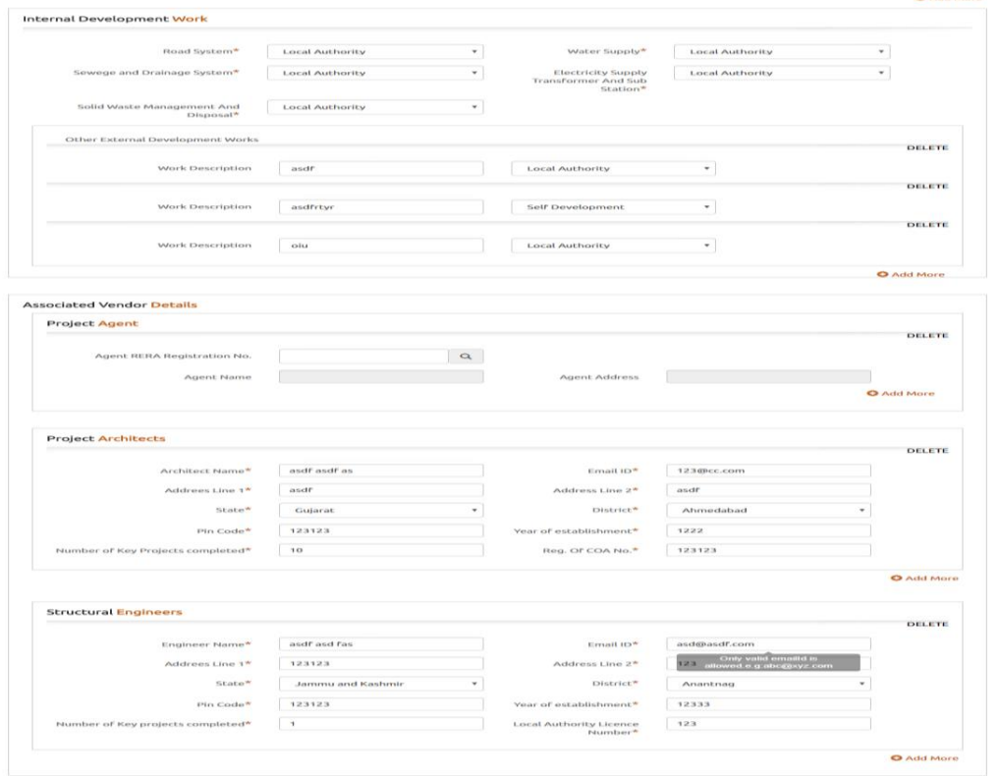 Internal Development Work
Road System* Local Authority Water Supply* Local Authority
Sewege and Drainage System* Local Authority Electricity Supply Transformer And Sub Station* Local Authority
Solid Waste Management And Disposal* Local Authority
Other External Development Works
DELETE
Work Description asdf Local Authority
DELETE
Work Description asdfrtyr Self Development
DELETE
Work Description oiu Local Authority
Add More
Associated Vendor Details
Project Agent
DELETE
Agent RERA Registration No.
Agent Name Agent Address
Add More
Project Architects
DELETE
Architect Name* asdf asdf as Email ID* 123@cc.com
Addrees Line 1* asdf Address Line 2* asdf
State* Gujarat District* Ahmedabad
Pin Code* 123123 Year of establishment* 1222
Number of Key Projects completed* 10 Reg. Of COA No.* 123123
Add More
Structural Engineers
DELETE
Engineer Name* asdf asd fas Email ID* asd@asdf.com
Only valid emailId is allowed.e.g:abc@xyz.com
Addrees Line 1* 123123 Address Line 2* 123
State* Jammu and Kashmir District* Anantnag
Pin Code* 123123 Year of establishment* 12333
Number of Key projects completed* 1 Local Authority Licence Number* 123
Add More